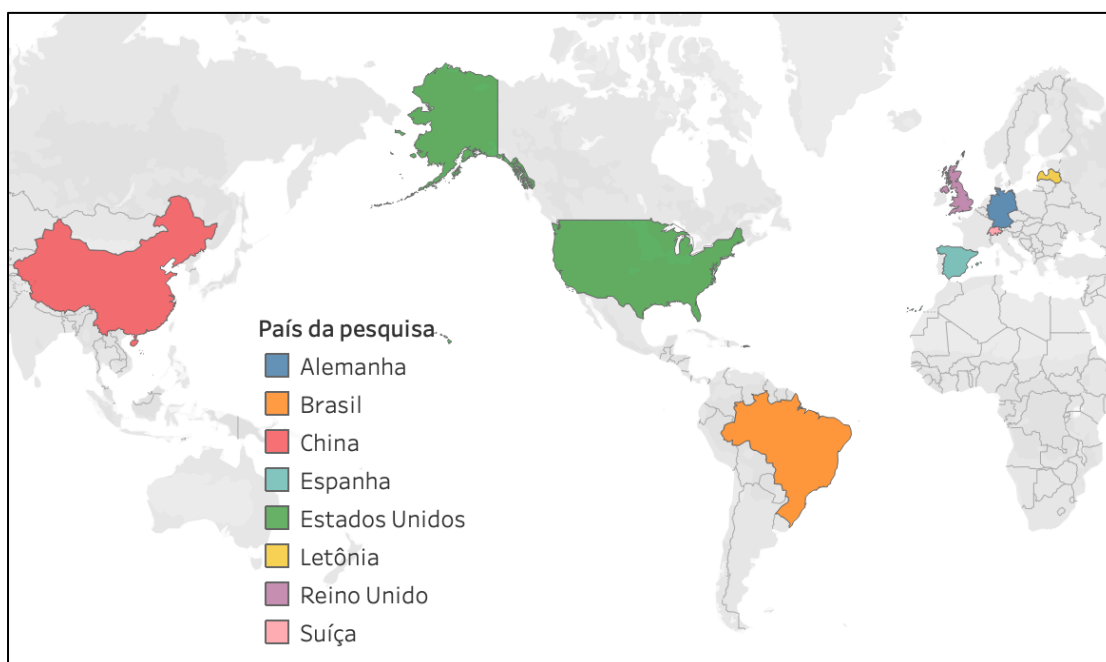 País da pesquisa
Alemanha
Brasil
China
Espanha
Estados Unidos
Letônia
Reino Unido
Suíça